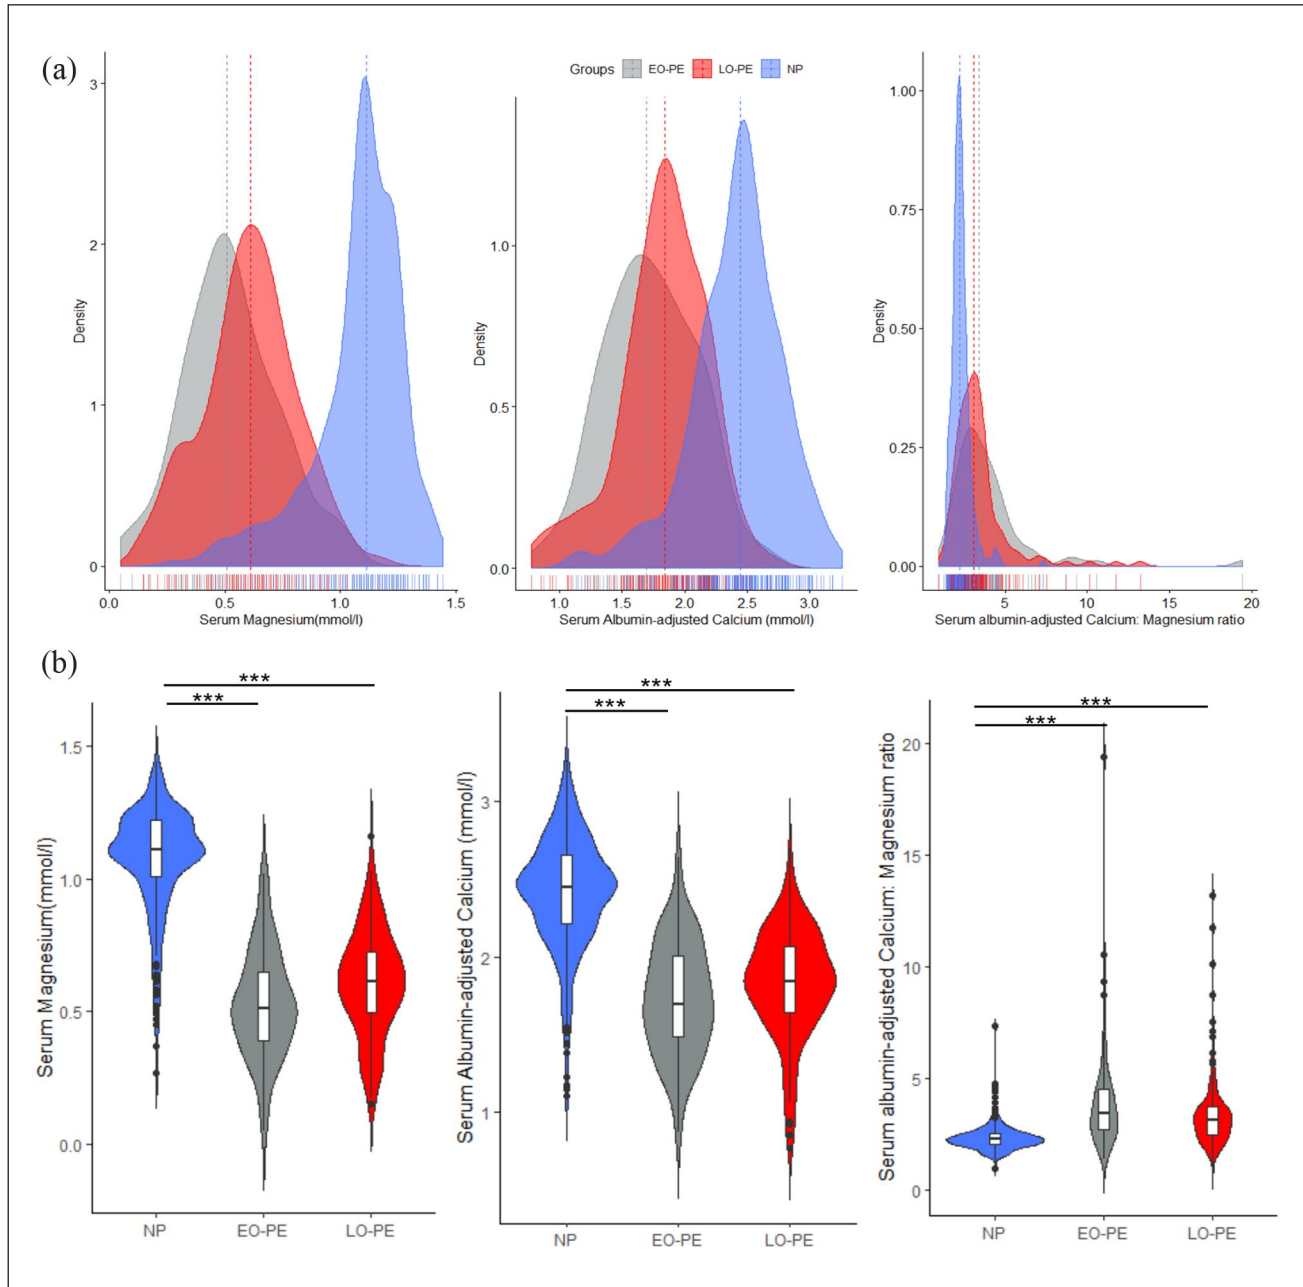 (a)
Groups EO-PE LO-PE NP
3
2
1
0
Density
0.0 0.5 1.0 1.5
Serum Magnesium(mmol/l)
1.0
0.5
0.0
Density
1.0 1.5 2.0 2.5 3.0
Serum Albumin-adjusted Calcium (mmol/l)
1.00
0.75
0.50
0.25
0.00
Density
5 10 15 20
Serum albumin-adjusted Calcium: Magnesium ratio
(b)
***
***
1.5
1.0
0.5
0.0
Serum Magnesium(mmol/l)
NP EO-PE LO-PE
***
***
3
2
1
Serum Albumin-adjusted Calcium (mmol/l)
NP EO-PE LO-PE
***
***
20
15
10
5
0
Serum albumin-adjusted Calcium: Magnesium ratio
NP EO-PE LO-PE